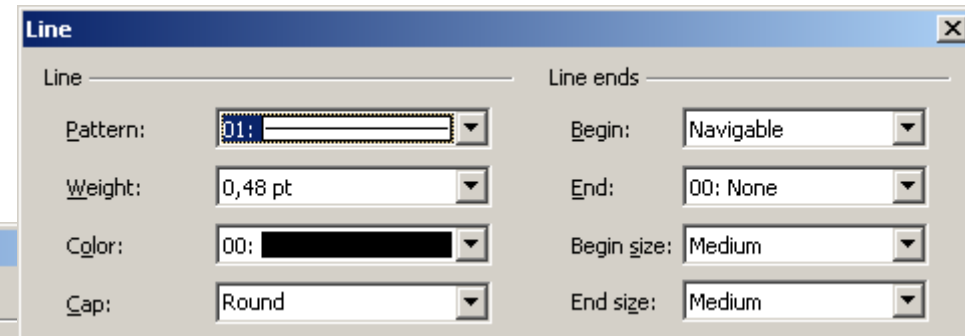 Line
Line
Pattern: 01:
Weight: 0,48 pt
Color: 00:
Cap: Round
Line ends
Begin: Navigable
End: 00: None
Begin size: Medium
End size: Medium